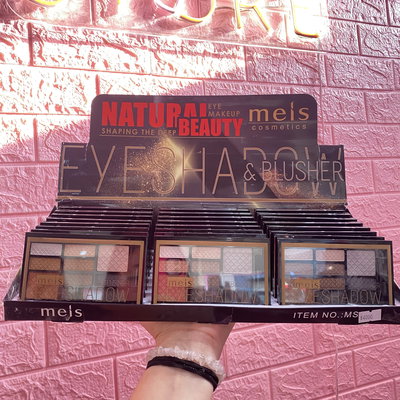 NATURAL EYE
MAKEUP
SHAPING THE DEEP BEAUTY
meis
cosmetics
EYESHADOW
& BLUSHER
meis
EYESHADOW
meis
EYESHADOW
meis
EYESHADOW
meis
ITEM NO.:MS